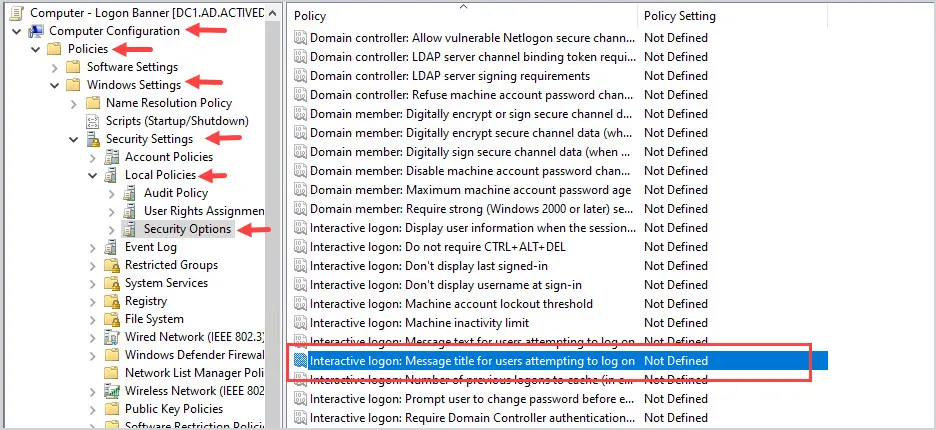 Computer - Logon Banner [DC1.AD.ACTIVED
Computer Configuration
Policies
Software Settings
Windows Settings
Name Resolution Policy
Scripts (Startup/Shutdown)
Security Settings
Account Policies
Local Policies
Audit Policy
User Rights Assignmen
Security Options
Event Log
Restricted Groups
System Services
Registry
File System
Wired Network (IEEE 802.3)
Windows Defender Firewal
Network List Manager Poli
Wireless Network (IEEE 80
Public Key Policies
Software Restriction Policies
Policy Policy Setting
Domain controller: Allow vulnerable Netlogon secure chann... Not Defined
Domain controller: LDAP server channel binding token requi... Not Defined
Domain controller: LDAP server signing requirements Not Defined
Domain controller: Refuse machine account password chan... Not Defined
Domain member: Digitally encrypt or sign secure channel d... Not Defined
Domain member: Digitally encrypt secure channel data (wh... Not Defined
Domain member: Digitally sign secure channel data (when ... Not Defined
Domain member: Disable machine account password chan... Not Defined
Domain member: Maximum machine account password age Not Defined
Domain member: Require strong (Windows 2000 or later) se... Not Defined
Interactive logon: Display user information when the session... Not Defined
Interactive logon: Do not require CTRL+ALT+DEL Not Defined
Interactive logon: Don't display last signed-in Not Defined
Interactive logon: Don't display username at sign-in Not Defined
Interactive logon: Machine account lockout threshold Not Defined
Interactive logon: Machine inactivity limit Not Defined
Interactive logon: Message text for users attempting to log on Not Defined
Interactive logon: Message title for users attempting to log on Not Defined
Interactive logon: Number of previous logons to cache (in c... Not Defined
Interactive logon: Prompt user to change password before e... Not Defined
Interactive logon: Require Domain Controller authentication... Not Defined